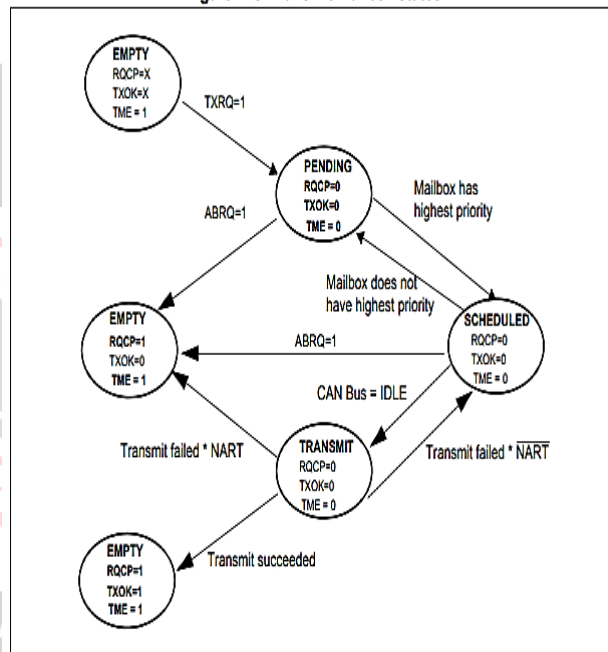 EMPTY
RQCP=X
TXOK=X
TME = 1
TXRQ=1
PENDING
RQCP=0
TXOK=0
TME = 0
Mailbox has
highest priority
ABRQ=1
Mailbox does not
have highest priority
EMPTY
RQCP=1
TXOK=0
TME = 1
ABRQ=1
SCHEDULED
RQCP=0
TXOK=0
TME = 0
CAN Bus = IDLE
Transmit failed * NART
TRANSMIT
RQCP=0
TXOK=0
TME = 0
Transmit failed * N̅A̅R̅T̅
EMPTY
RQCP=1
TXOK=1
TME = 1
Transmit succeeded